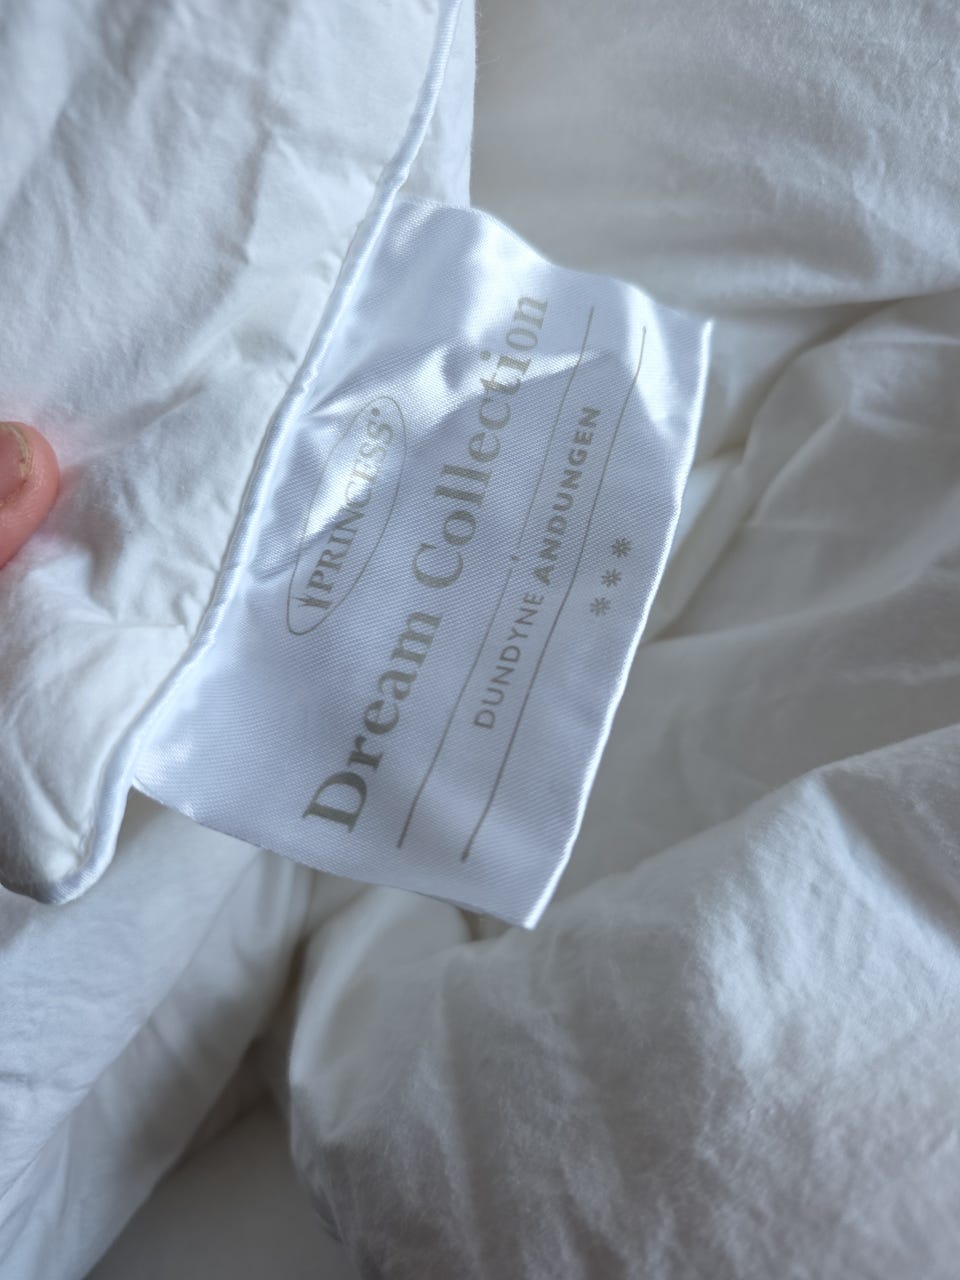 PRINCESS
Dream Collection
DUNDYNE ANDUNGEN
***